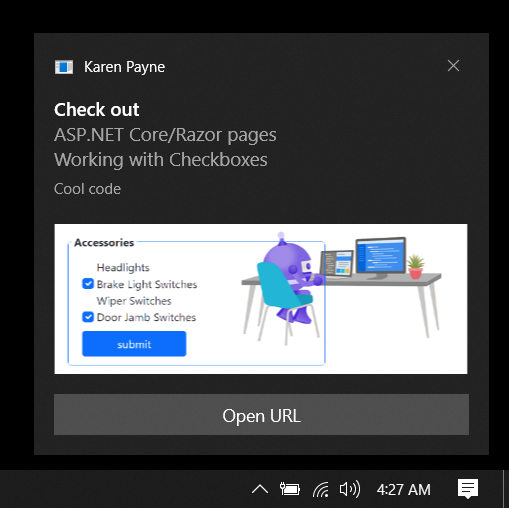 Karen Payne
Check out
ASP.NET Core/Razor pages
Working with Checkboxes
Cool code
Accessories
Headlights
Brake Light Switches
Wiper Switches
Door Jamb Switches
submit
Open URL
4:27 AM